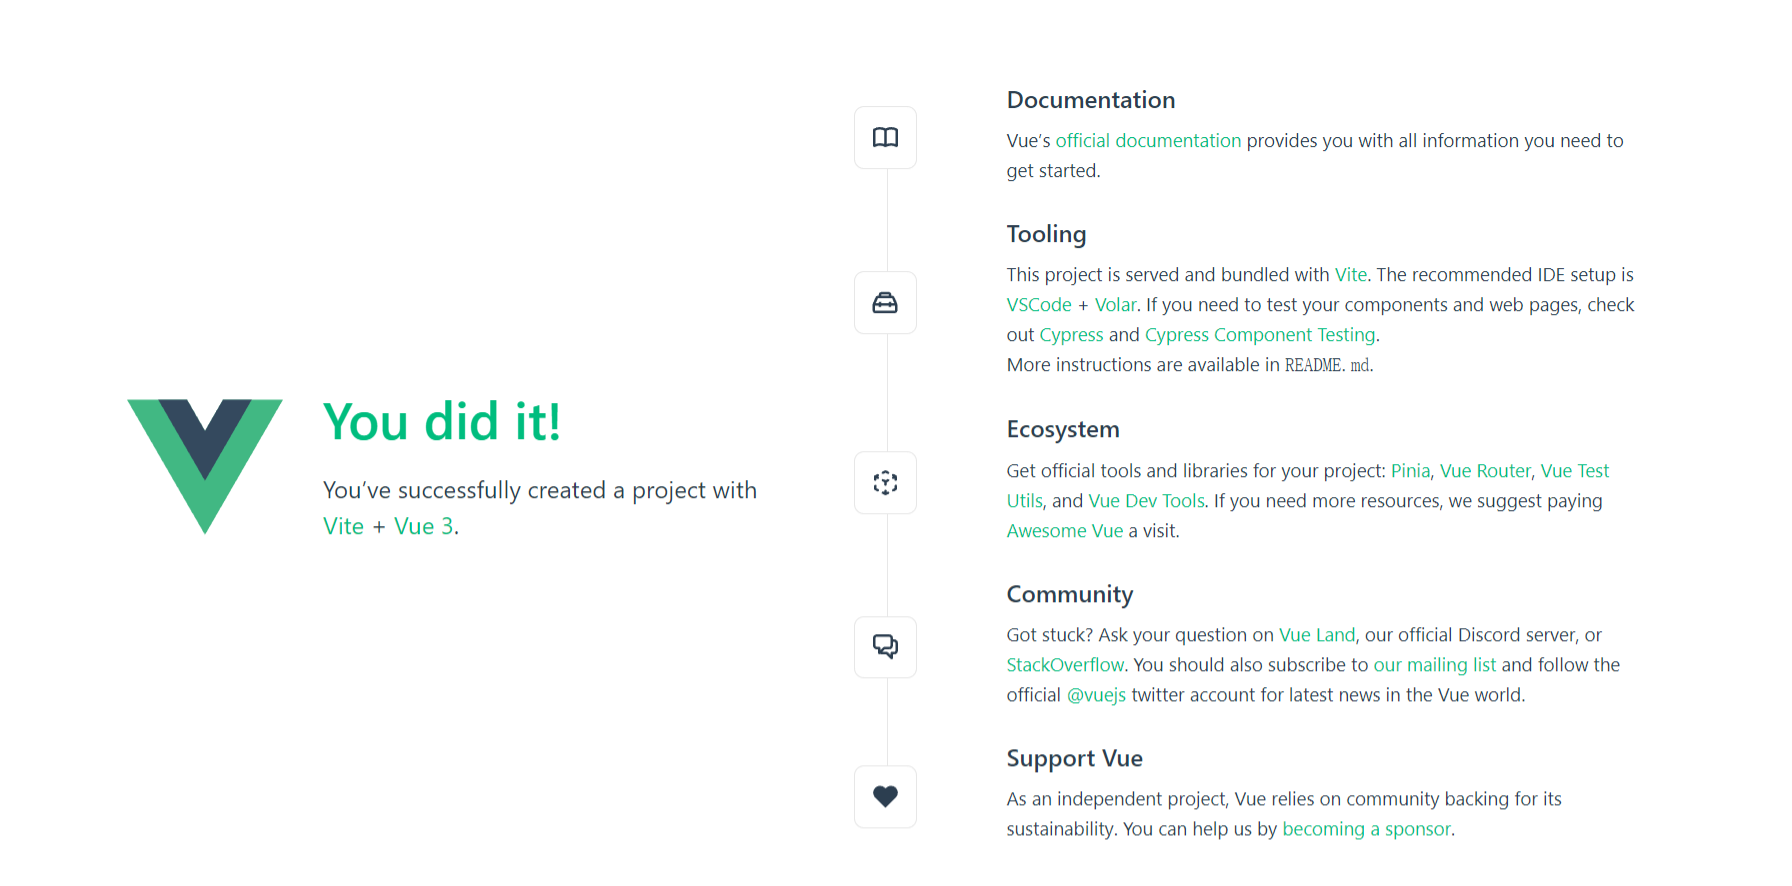 You did it!
You’ve successfully created a project with
Vite + Vue 3.
Documentation
Vue’s official documentation provides you with all information you need to
get started.
Tooling
This project is served and bundled with Vite. The recommended IDE setup is
VSCode + Volar. If you need to test your components and web pages, check
out Cypress and Cypress Component Testing.
More instructions are available in README.md.
Ecosystem
Get official tools and libraries for your project: Pinia, Vue Router, Vue Test
Utils, and Vue Dev Tools. If you need more resources, we suggest paying
Awesome Vue a visit.
Community
Got stuck? Ask your question on Vue Land, our official Discord server, or
StackOverflow. You should also subscribe to our mailing list and follow the
official @vuejs twitter account for latest news in the Vue world.
Support Vue
As an independent project, Vue relies on community backing for its
sustainability. You can help us by becoming a sponsor.